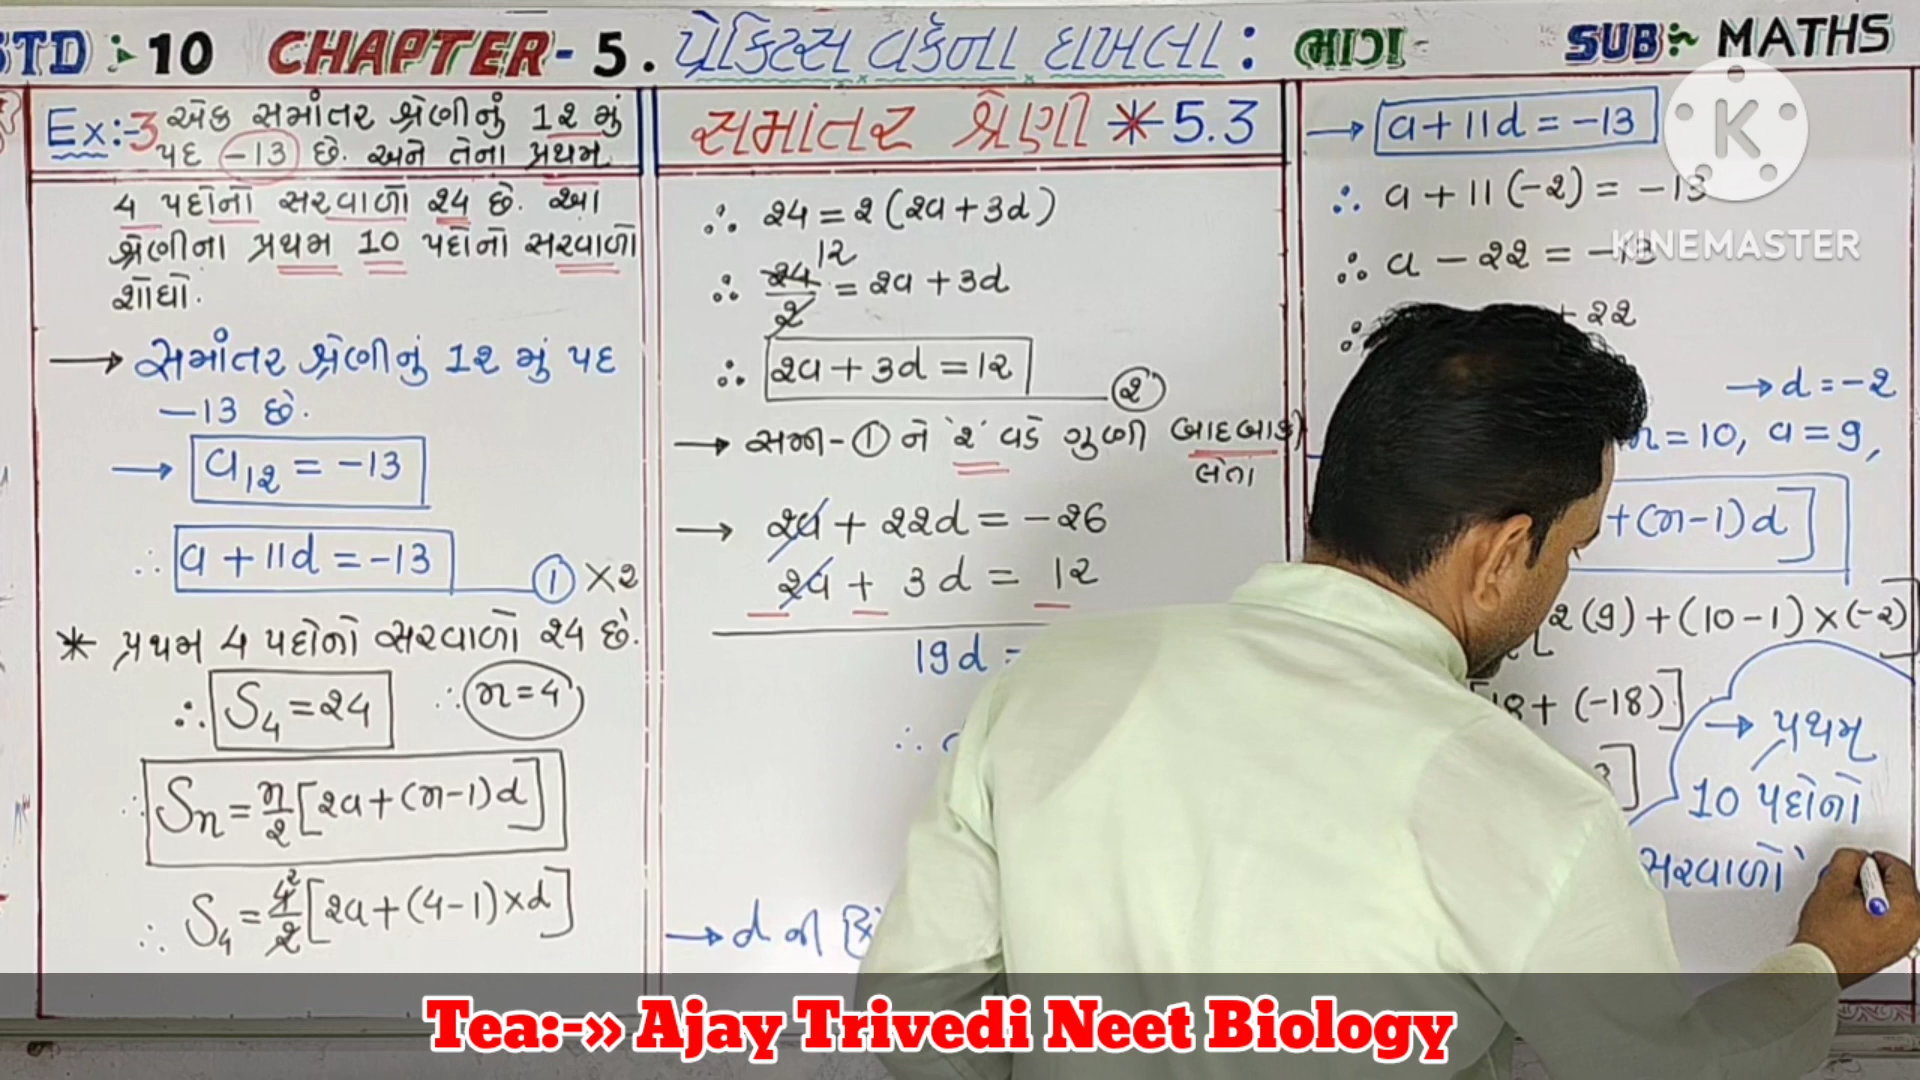 STD :- 10 CHAPTER - 5. પ્રેક્ટિસ વર્કના દાખલા : ભાગ - SUB :- MATHS
Ex:-3 એક સમાંતર શ્રેણીનું 12 મું
પદ -13 છે. અને તેના પ્રથમ
4 પદોનો સરવાળો 24 છે. આ
શ્રેણીના પ્રથમ 10 પદોનો સરવાળો
શોધો.
→ સમાંતર શ્રેણીનું 12 મું પદ
-13 છે.
→ a12 = -13
∴ a + 11d = -13 ① ×2
* પ્રથમ 4 પદોનો સરવાળો 24 છે.
∴ S4 = 24 ∴ n = 4
∴ Sn = n/2 [2a + (n-1) d]
∴ S4 = 4/2 [2a + (4-1) × d] 2
સમાંતર શ્રેણી * 5.3
∴ 24 = 2 (2a + 3d)
∴ 24/2 = 2a + 3d 12
∴ 2a + 3d = 12 ②
→ સમી-① ને '2' વડે ગુણી બાદબાકી
લેતા
→ 2a + 22d = -26
2a + 3d = 12
- - -
19d =
∴
→ d ની
→ a + 11d = -13
∴ a + 11 (-2) = -13
∴ a - 22 = -13
∴ + 22
→ d = -2
n = 10, a = 9,
+ (n-1) d]
2 (9) + (10 - 1) × (-2)]
[18 + (-18)]
→ પ્રથમ
10 પદોનો
સરવાળો
K
KINEMASTER
Tea:-» Ajay Trivedi Neet Biology